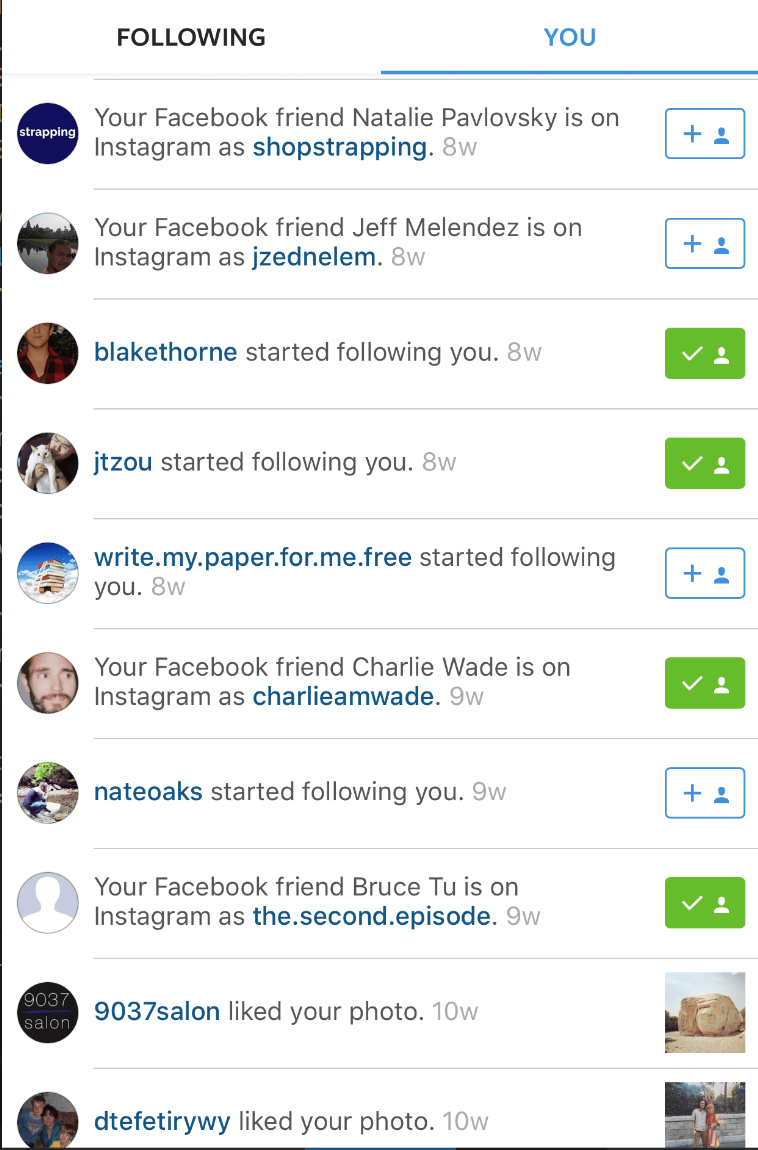 FOLLOWING
YOU
strapping
Your Facebook friend Natalie Pavlovsky is on
Instagram as shopstrapping. 8w
Your Facebook friend Jeff Melendez is on
Instagram as jzednelem. 8w
blakethorne started following you. 8w
jtzou started following you. 8w
write.my.paper.for.me.free started following
you. 8w
Your Facebook friend Charlie Wade is on
Instagram as charlieamwade. 9w
nateoaks started following you. 9w
Your Facebook friend Bruce Tu is on
Instagram as the.second.episode. 9w
9037
salon
9037salon liked your photo. 10w
dtefetirywy liked your photo. 10w